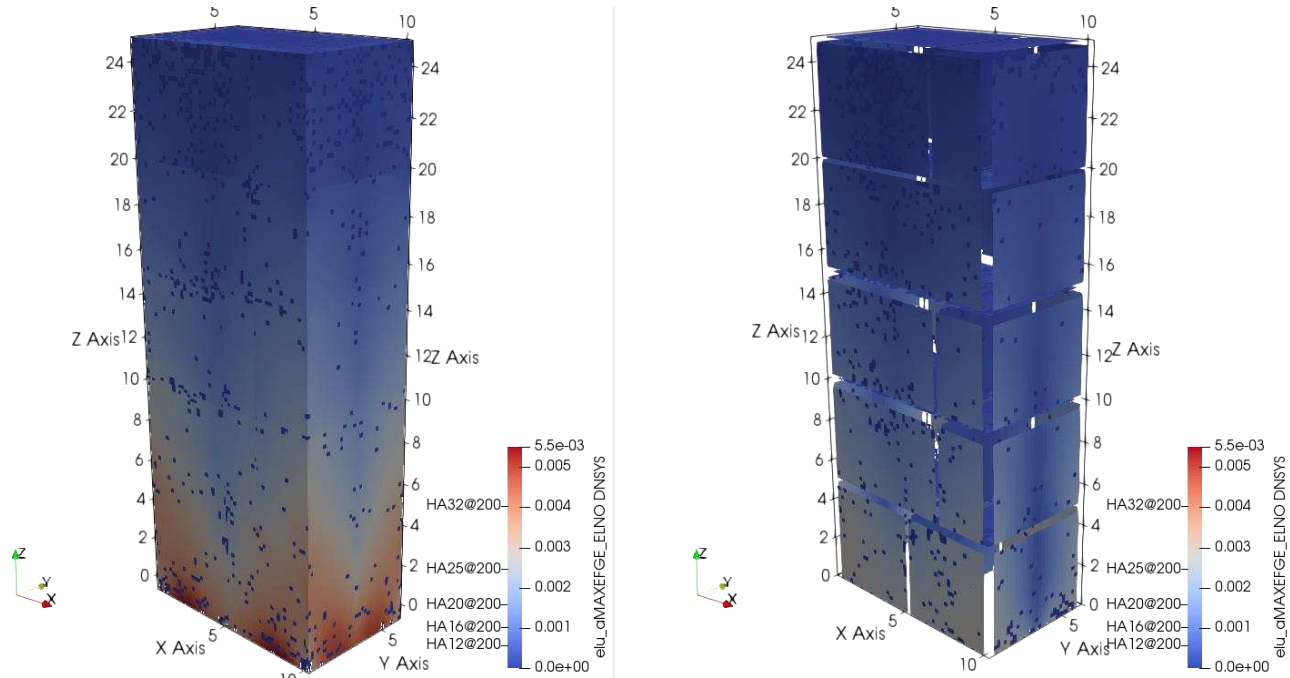 5 5 10
24 24
22 22
20 20
18 18
16 16
14 14
Z Axis 12 12 Z Axis
10 10
8 8
6 6
4 4
2 2
0 0
5 5
X Axis Y Axis
10
Z
Y
X
5.5e-03
0.005
HA32@200 0.004
0.003
HA25@200
0.002
HA20@200
HA16@200 0.001
HA12@200
0.0e+00
elu_aMAXEFGE_ELNO DNSYS
5 5 10
24 24
22 22
20 20
18 18
16 16
14 14
Z Axis 12 12 Z Axis
10 10
8 8
6 6
4 4
2 2
0 0
5 5
X Axis Y Axis
10
Z
Y
X
5.5e-03
0.005
HA32@200 0.004
0.003
HA25@200
0.002
HA20@200
HA16@200 0.001
HA12@200
0.0e+00
elu_aMAXEFGE_ELNO DNSYS